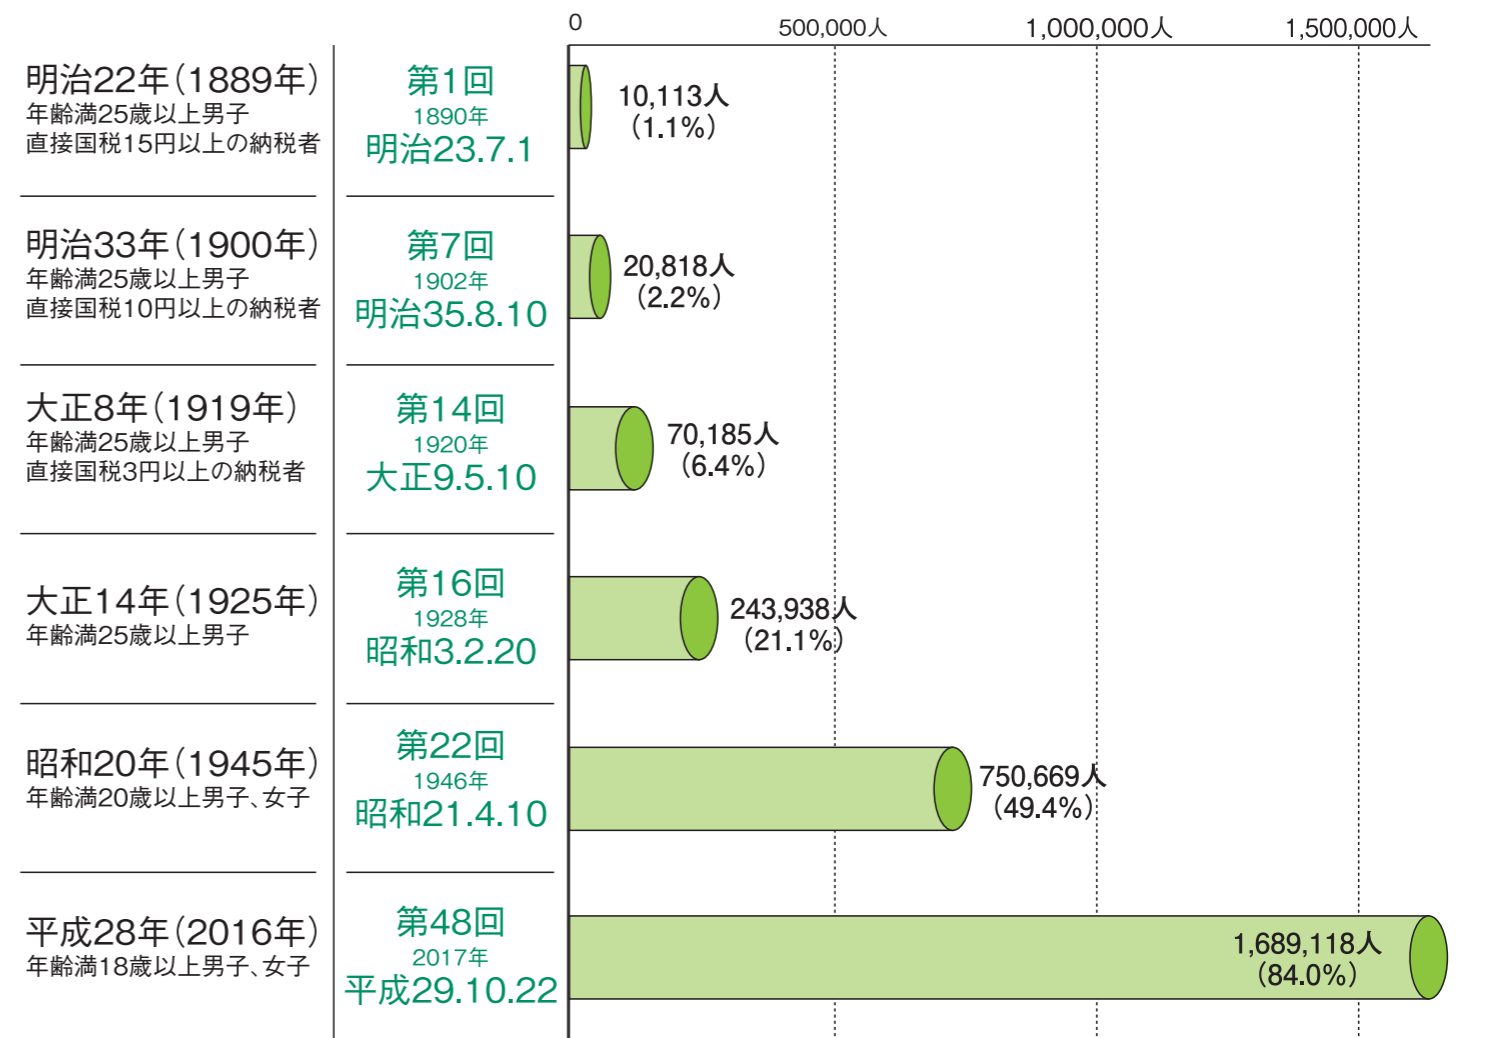 0
500,000人
1,000,000人
1,500,000人
明治22年(1889年)
年齢満25歳以上男子
直接国税15円以上の納税者
第1回
1890年
明治23.7.1
10,113人
(1.1%)
明治33年(1900年)
年齢満25歳以上男子
直接国税10円以上の納税者
第7回
1902年
明治35.8.10
20,818人
(2.2%)
大正8年(1919年)
年齢満25歳以上男子
直接国税3円以上の納税者
第14回
1920年
大正9.5.10
70,185人
(6.4%)
大正14年(1925年)
年齢満25歳以上男子
第16回
1928年
昭和3.2.20
243,938人
(21.1%)
昭和20年(1945年)
年齢満20歳以上男子、女子
第22回
1946年
昭和21.4.10
750,669人
(49.4%)
平成28年(2016年)
年齢満18歳以上男子、女子
第48回
2017年
平成29.10.22
1,689,118人
(84.0%)